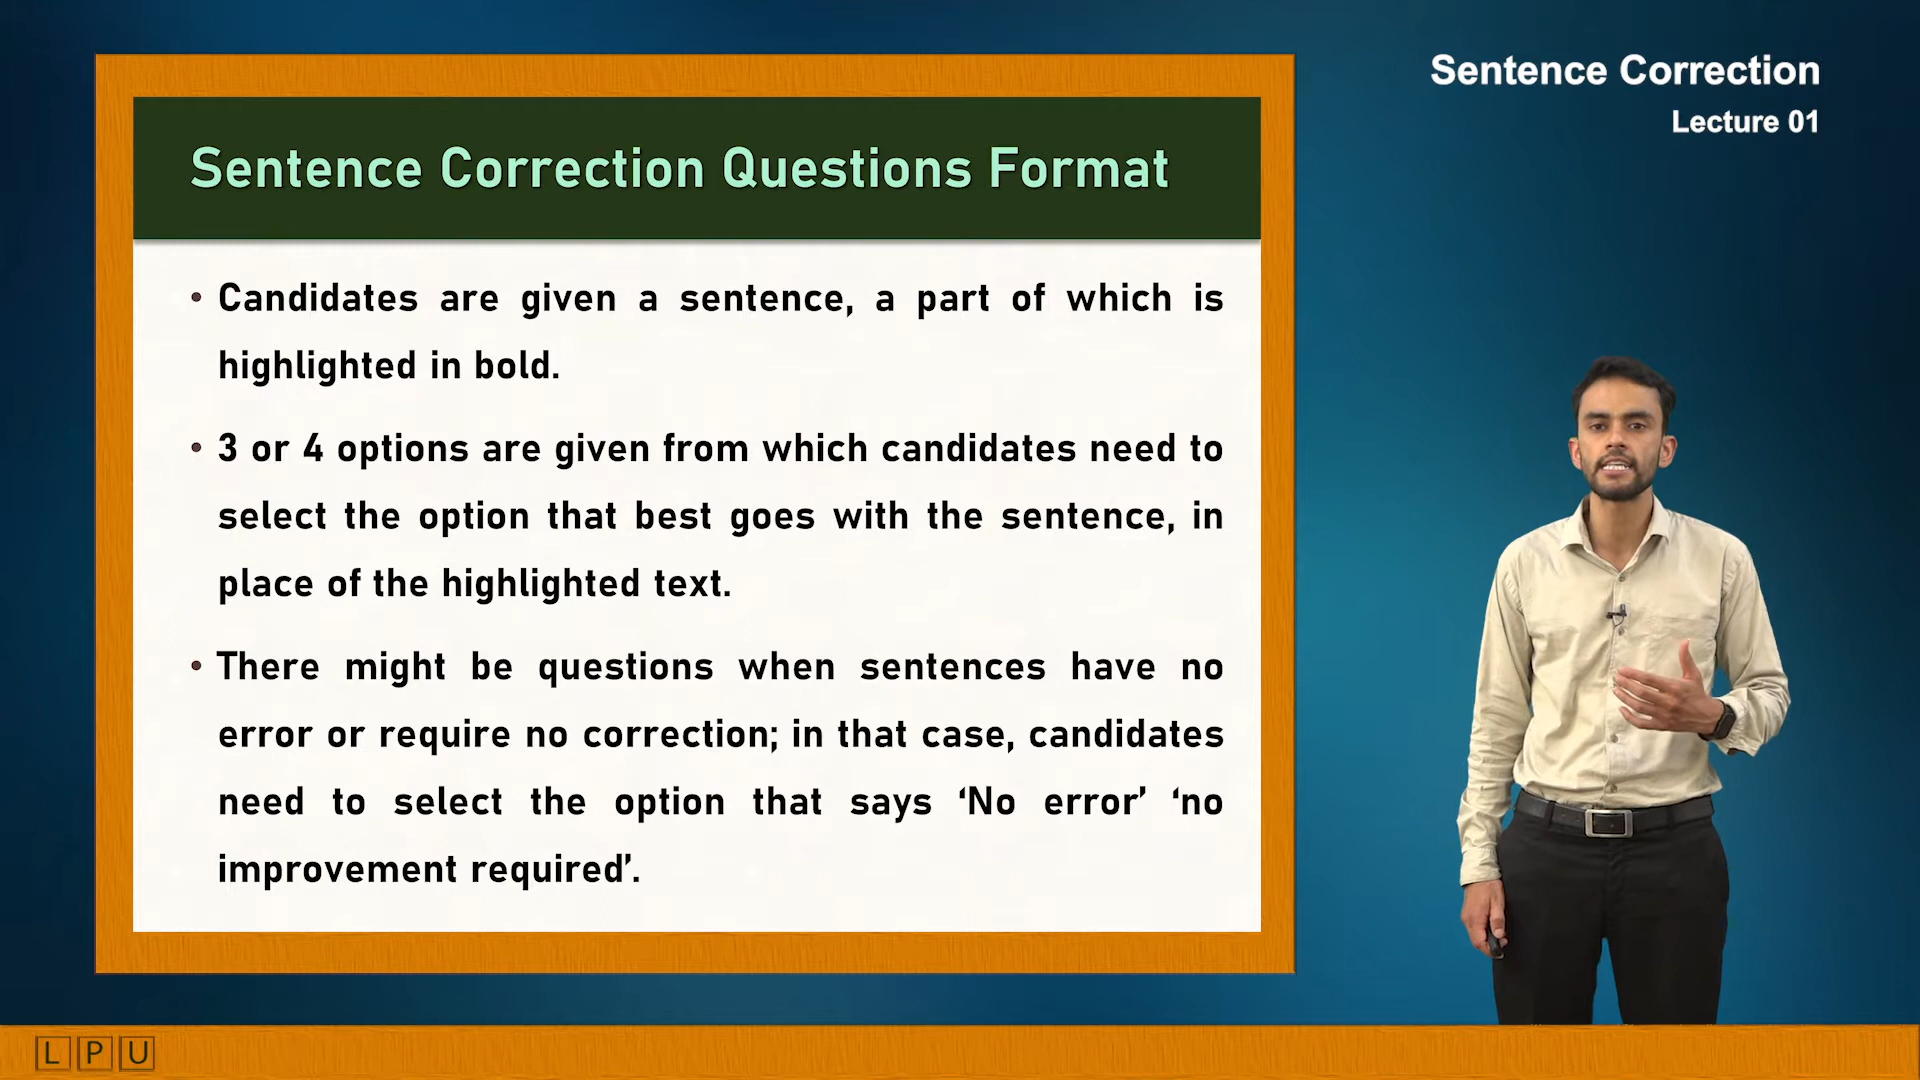 Sentence Correction
Lecture 01
Sentence Correction Questions Format
• Candidates are given a sentence, a part of which is
highlighted in bold.
• 3 or 4 options are given from which candidates need to
select the option that best goes with the sentence, in
place of the highlighted text.
• There might be questions when sentences have no
error or require no correction; in that case, candidates
need to select the option that says ‘No error’ ‘no
improvement required’.
L P U